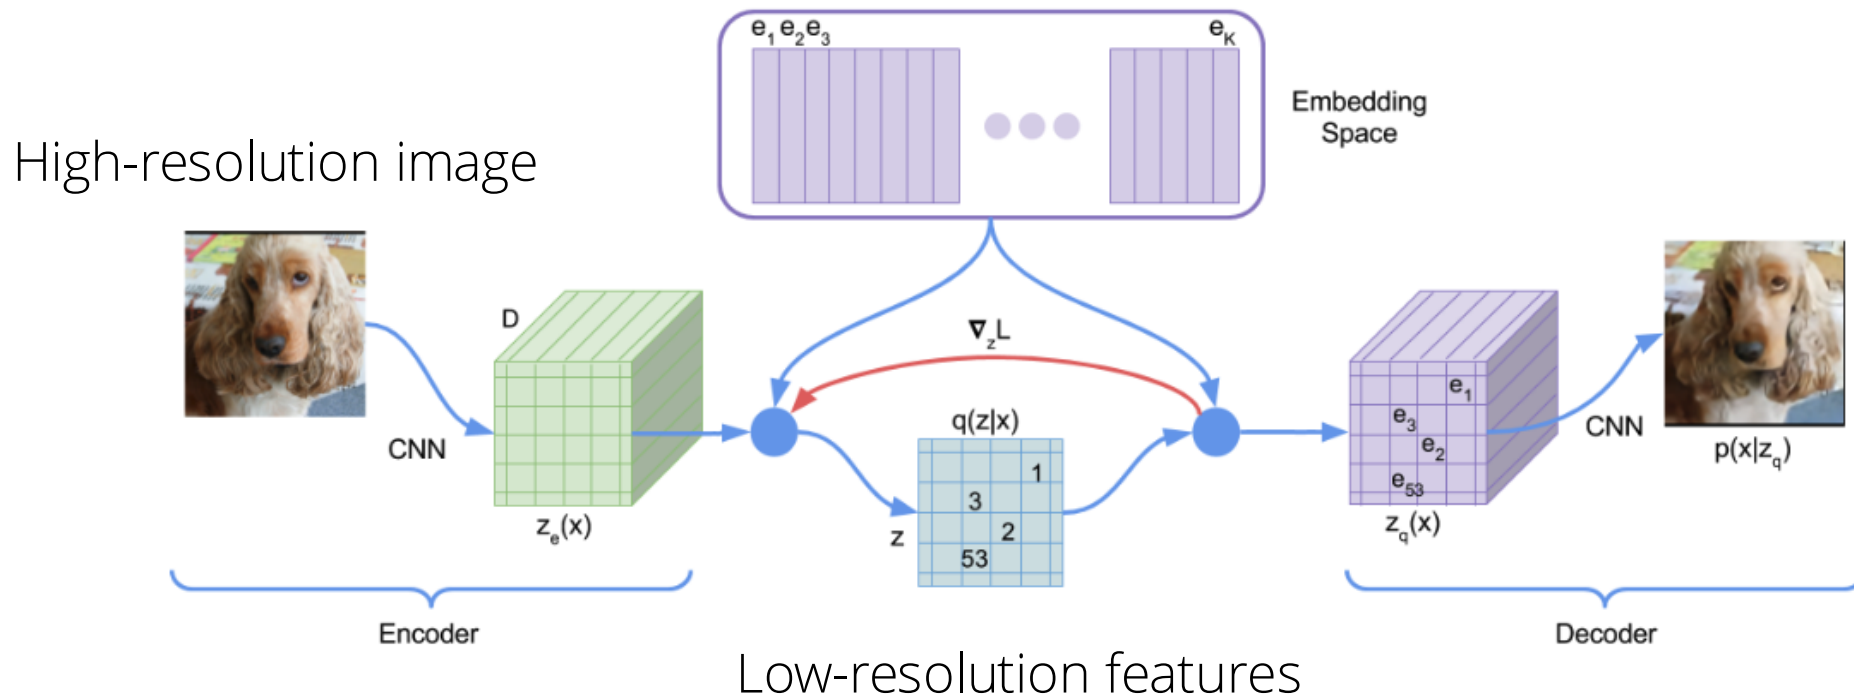 e1 e2 e3 eK
Embedding
Space
High-resolution image
D
∇zL
CNN
ze(x)
q(z|x)
1
3
2
53
z
e1
e3
e2
e53
zq(x)
CNN
p(x|zq)
Encoder
Decoder
Low-resolution features